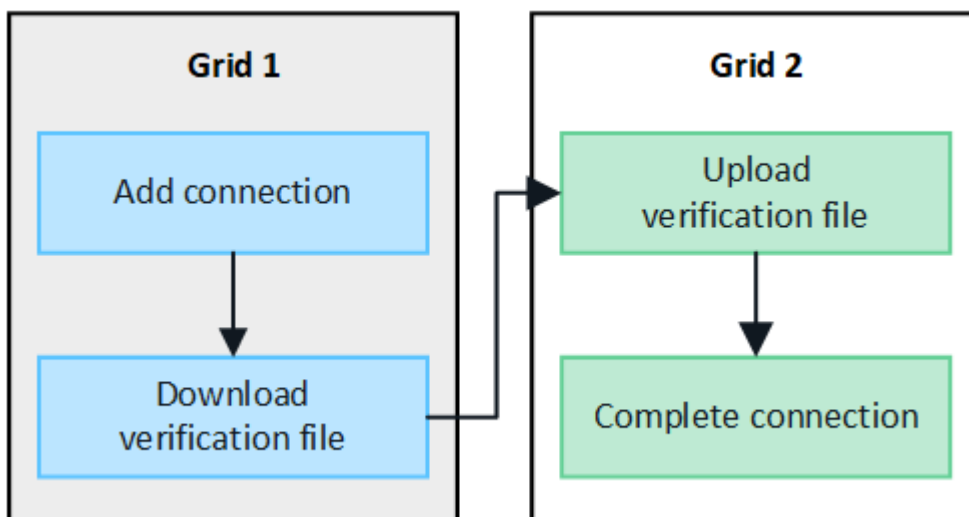 Grid 1
Add connection
Download
verification file
Grid 2
Upload
verification file
Complete connection